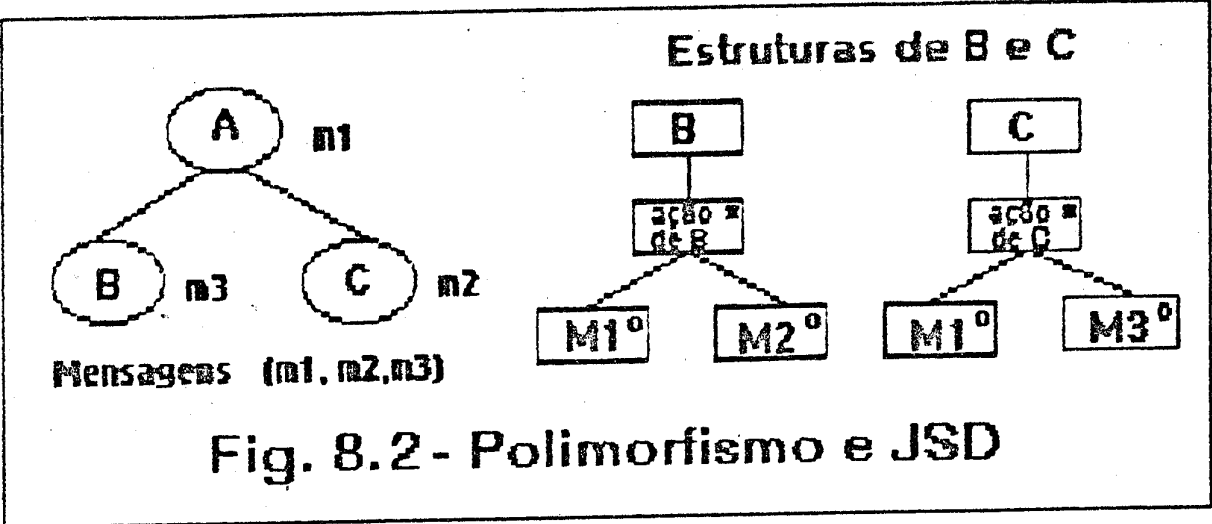 A m1
B m3 C m2
Mensagens (m1, m2,m3)
Estruturas de B e C
B
ação *
de B
M1 o M2 o
C
ação *
de C
M1 o M3 o
Fig. 8.2 - Polimorfismo e JSD